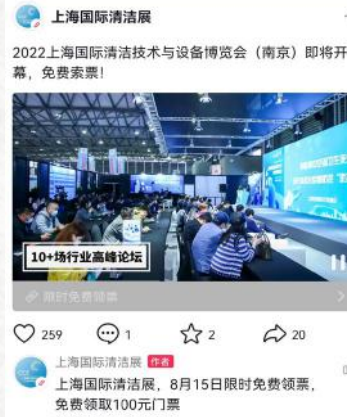 上海国际清洁展
2022上海国际清洁技术与设备博览会（南京）即将开
幕，免费索票！
10+场行业高峰论坛
限时免费领票
259
1
2
20
上海国际清洁展 作者
上海国际清洁展，8月15日限时免费领票，
免费领取100元门票